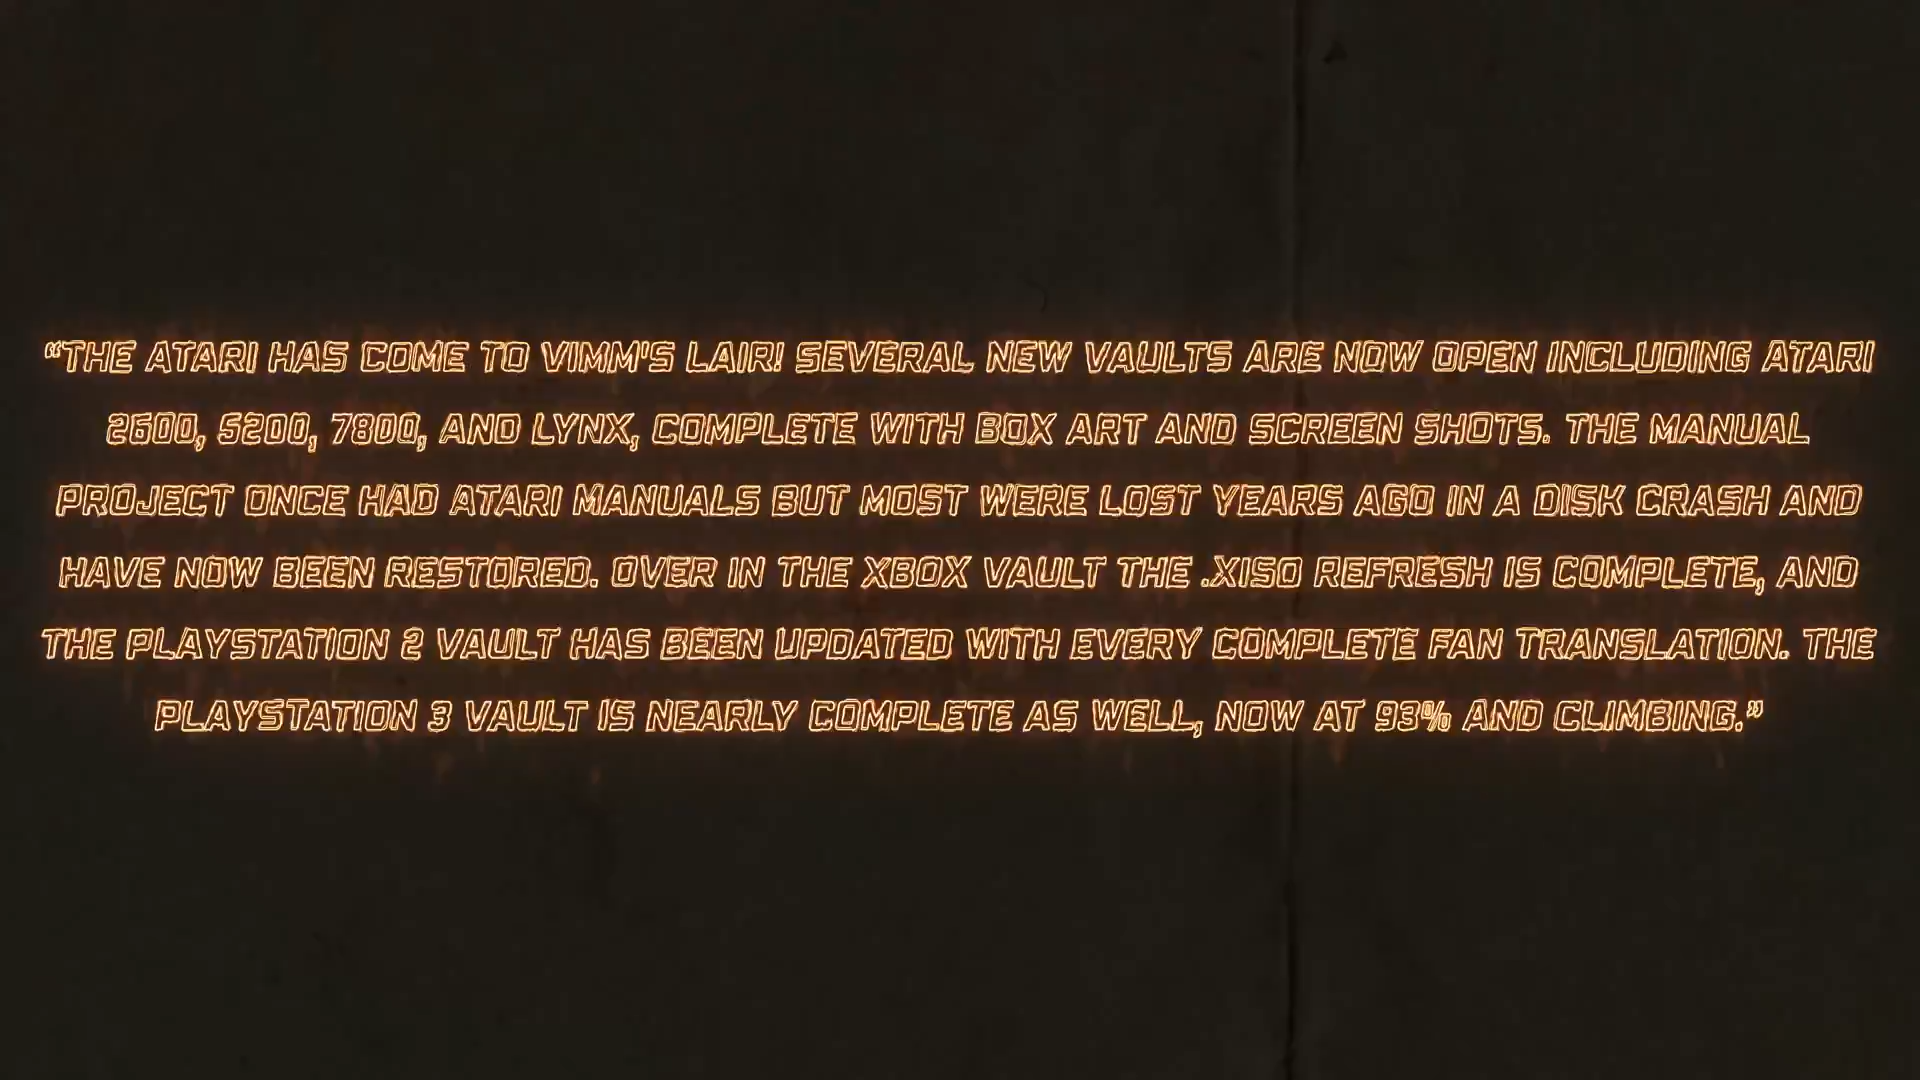 “THE ATARI HAS COME TO VIMM'S LAIR! SEVERAL NEW VAULTS ARE NOW OPEN INCLUDING ATARI
2600, 5200, 7800, AND LYNX, COMPLETE WITH BOX ART AND SCREEN SHOTS. THE MANUAL
PROJECT ONCE HAD ATARI MANUALS BUT MOST WERE LOST YEARS AGO IN A DISK CRASH AND
HAVE NOW BEEN RESTORED. OVER IN THE XBOX VAULT THE .XISO REFRESH IS COMPLETE, AND
THE PLAYSTATION 2 VAULT HAS BEEN UPDATED WITH EVERY COMPLETE FAN TRANSLATION. THE
PLAYSTATION 3 VAULT IS NEARLY COMPLETE AS WELL, NOW AT 93% AND CLIMBING.”